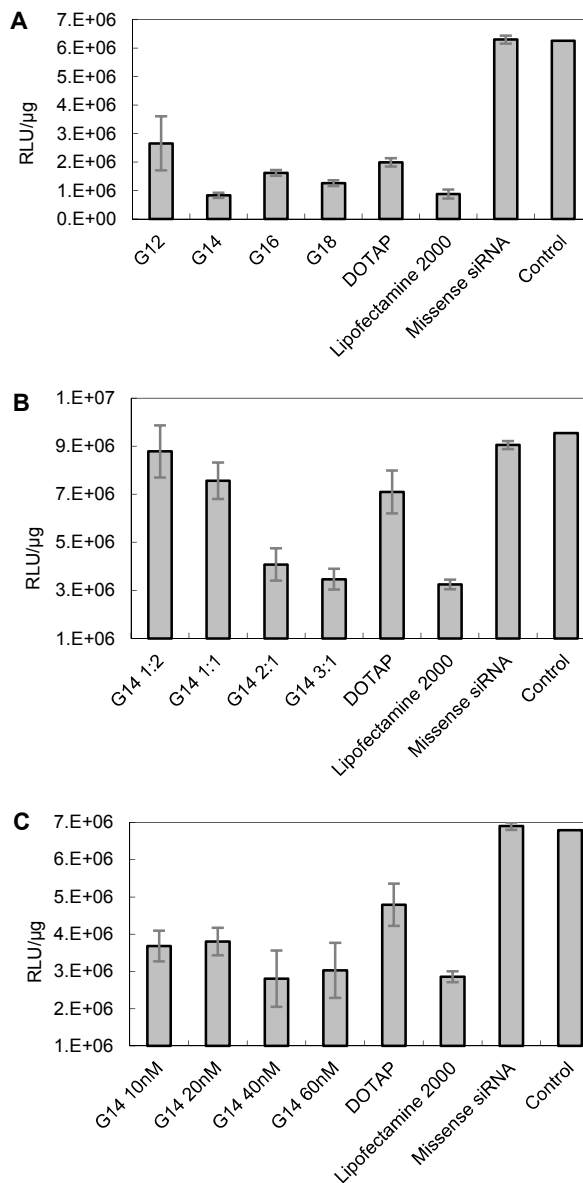 A
7.E+06
6.E+06
5.E+06
4.E+06
3.E+06
2.E+06
1.E+06
0.E+00
RLU/µg
G12
G14
G16
G18
DOTAP
Lipofectamine 2000
Missense siRNA
Control
B
1.E+07
9.E+06
7.E+06
5.E+06
3.E+06
1.E+06
RLU/µg
G14 1:2
G14 1:1
G14 2:1
G14 3:1
DOTAP
Lipofectamine 2000
Missense siRNA
Control
C
7.E+06
6.E+06
5.E+06
4.E+06
3.E+06
2.E+06
1.E+06
RLU/µg
G14 10nM
G14 20nM
G14 40nM
G14 60nM
DOTAP
Lipofectamine 2000
Missense siRNA
Control